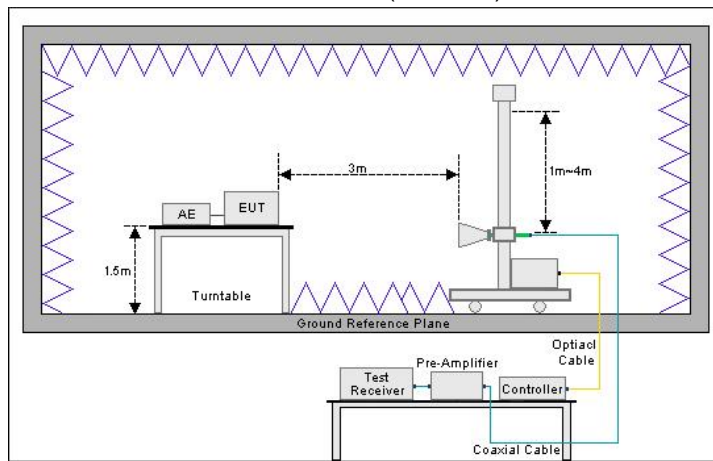 3m
1m~4m
AE
EUT
1.5m
Turntable
Ground Reference Plane
Optiacl
Cable
Pre-Amplifier
Test
Receiver
Controller
Coaxial Cable